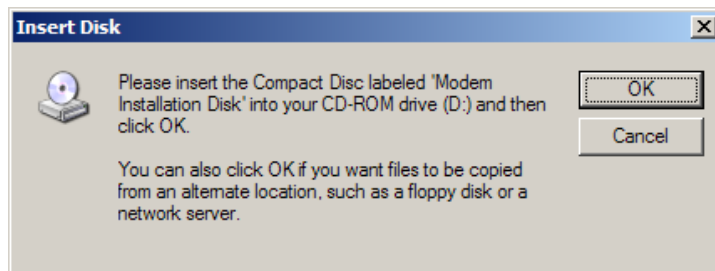 Insert Disk
Please insert the Compact Disc labeled 'Modem
Installation Disk' into your CD-ROM drive (D:) and then
click OK.
You can also click OK if you want files to be copied
from an alternate location, such as a floppy disk or a
network server.
OK
Cancel